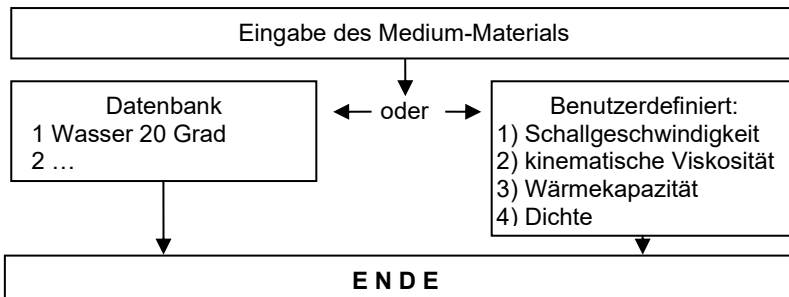 Eingabe des Medium-Materials
Datenbank
1 Wasser 20 Grad
2 …
oder
Benutzerdefiniert:
1) Schallgeschwindigkeit
2) kinematische Viskosität
3) Wärmekapazität
4) Dichte
E N D E